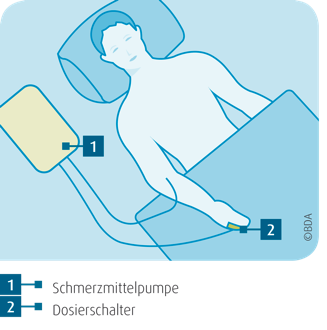 1
2
©BDA
1 Schmerzmittelpumpe
2 Dosierschalter